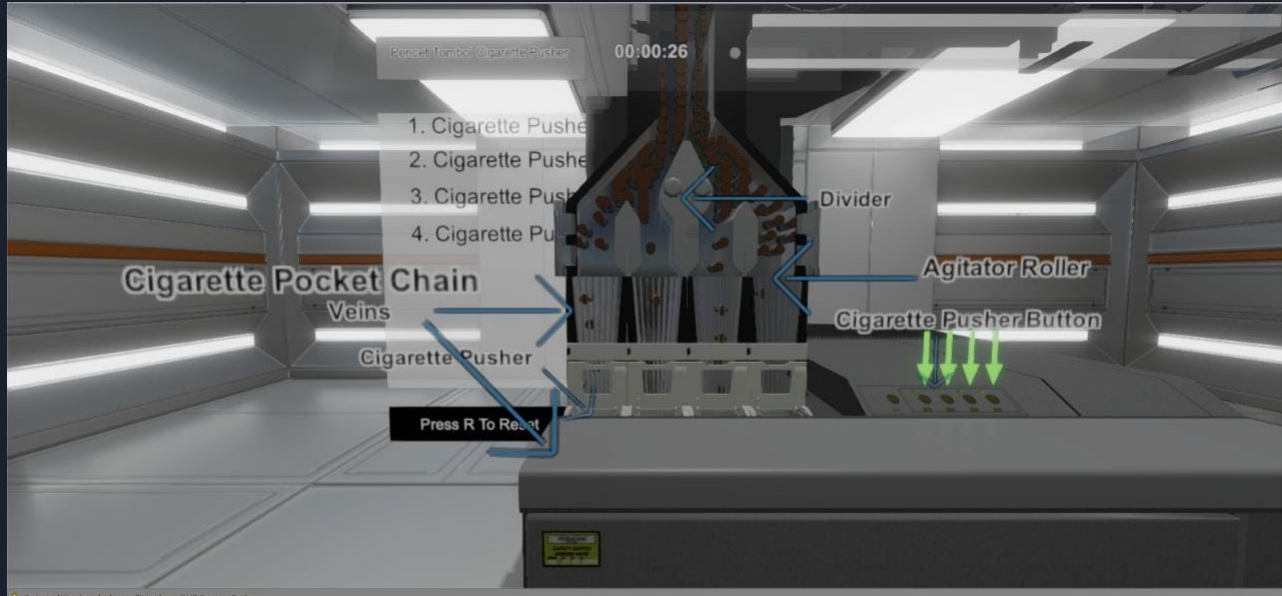 Pencet Tombol Cigarette Pusher
00:00:26
1. Cigarette Pushe
2. Cigarette Pushe
3. Cigarette Push
4. Cigarette Pu
Divider
Agitator Roller
Cigarette Pocket Chain
Veins
Cigarette Pusher Button
Cigarette Pusher
Press R To Reset